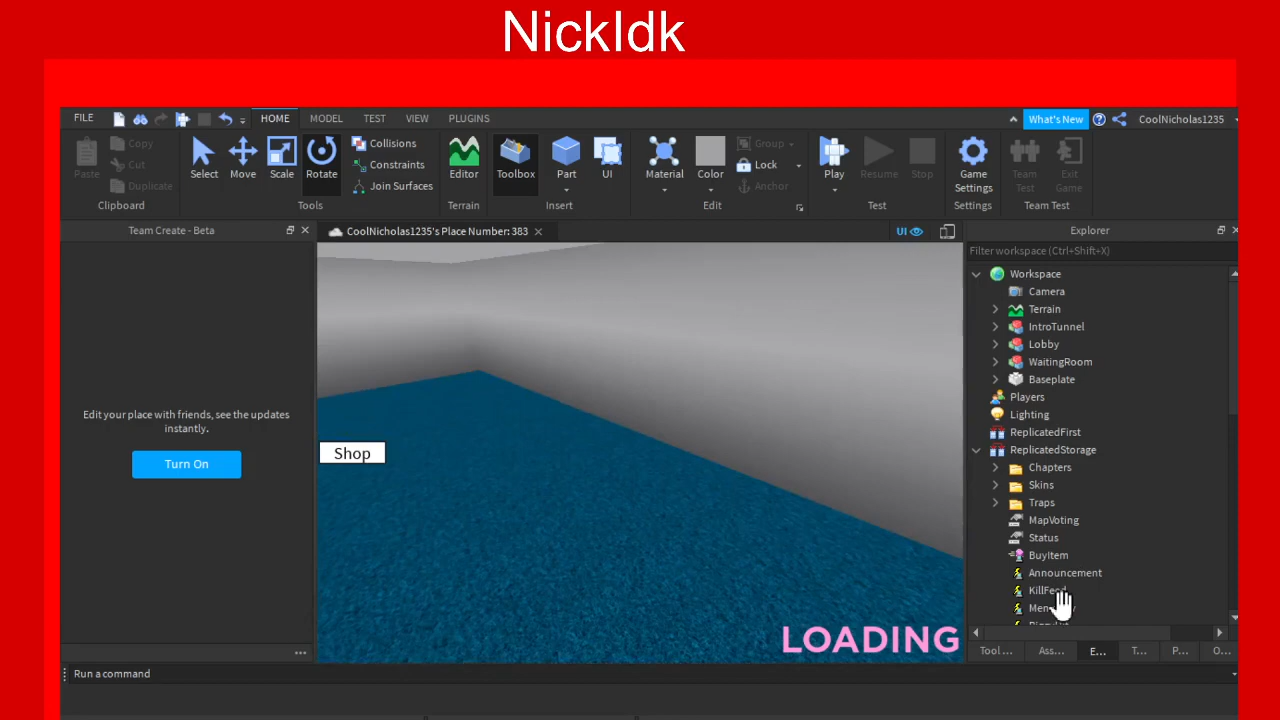 NickIdk
FILE HOME MODEL TEST VIEW PLUGINS What's New CoolNicholas1235
Paste Copy Cut Duplicate Select Move Scale Rotate Collisions Constraints Join Surfaces Editor Toolbox Part UI Material Color Group Lock Anchor Play Resume Stop Game Settings Team Test Exit Game
Clipboard Tools Terrain Insert Edit Test Settings Team Test
Team Create - Beta
CoolNicholas1235's Place Number: 383
UI
Explorer
Filter workspace (Ctrl+Shift+X)
Edit your place with friends, see the updates
instantly.
Turn On
Shop
LOADING
Workspace
Camera
Terrain
IntroTunnel
Lobby
WaitingRoom
Baseplate
Players
Lighting
ReplicatedFirst
ReplicatedStorage
Chapters
Skins
Traps
MapVoting
Status
BuyItem
Announcement
Tool ... Ass... E... T... P... O...
Run a command